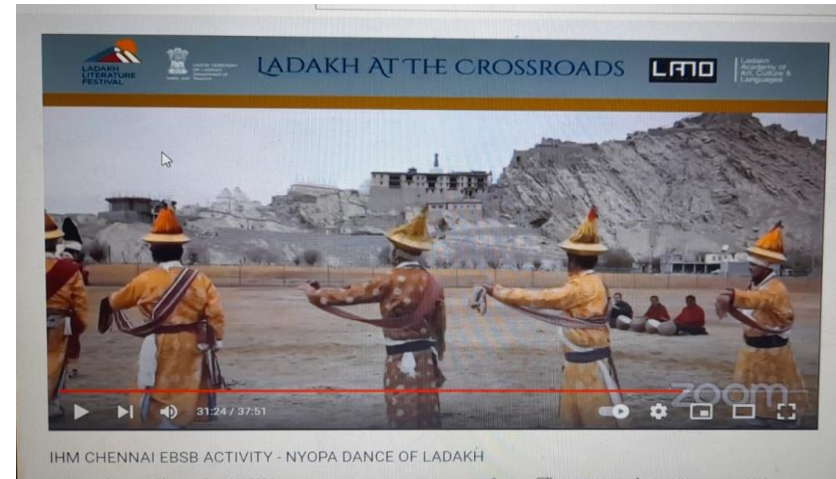 LADAKH
LITERATURE
FESTIVAL
LADAKH AT THE CROSSROADS
LMO
Ladakh
Academy of
Art, Culture &
Languages
zoom
31:24 / 37:51
IHM CHENNAI EBSB ACTIVITY - NYOPA DANCE OF LADAKH